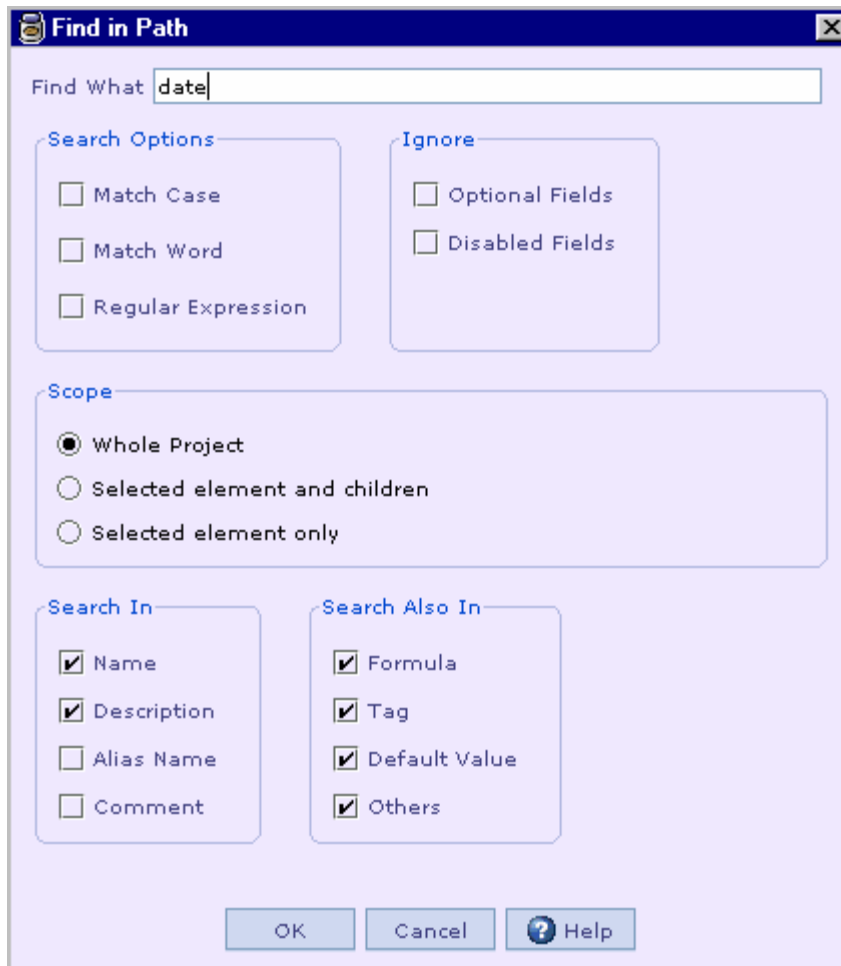 Find in Path
Find What date
Search Options
Match Case
Match Word
Regular Expression
Ignore
Optional Fields
Disabled Fields
Scope
Whole Project
Selected element and children
Selected element only
Search In
Name
Description
Alias Name
Comment
Search Also In
Formula
Tag
Default Value
Others
OK Cancel Help